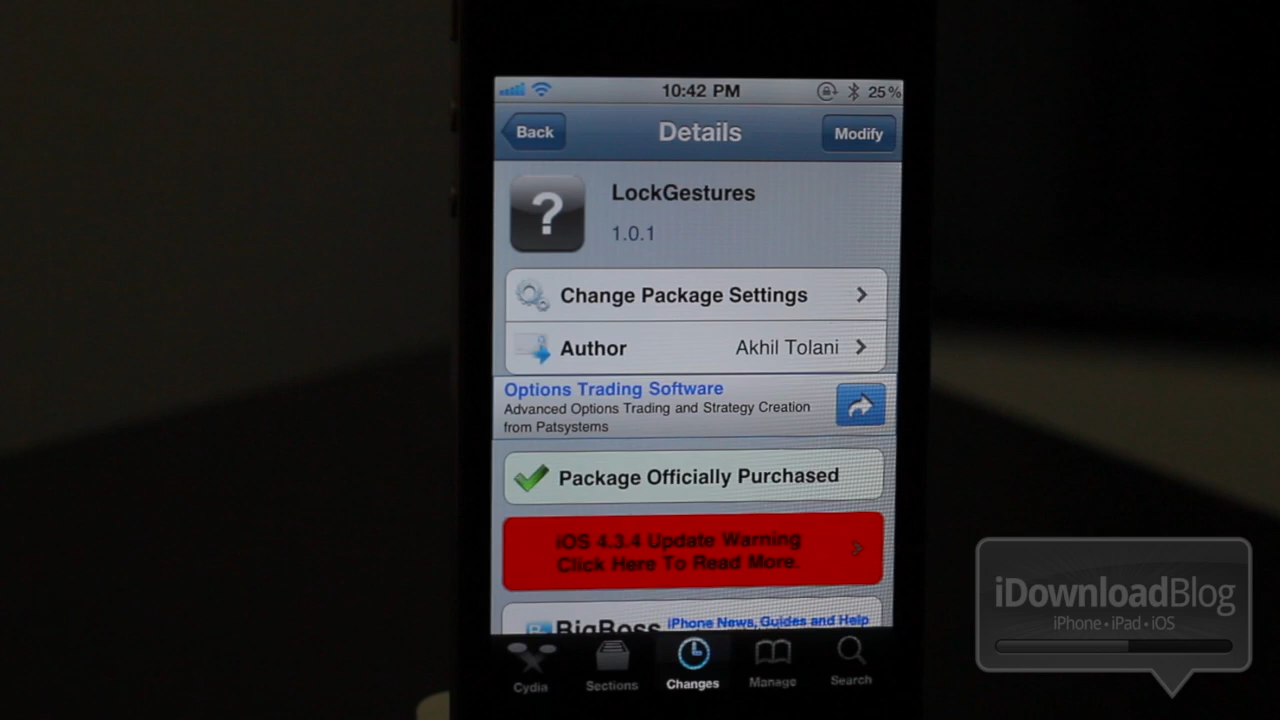 10:42 PM
25%
Back
Details
Modify
?
LockGestures
1.0.1
Change Package Settings
Author
Akhil Tolani
Options Trading Software
Advanced Options Trading and Strategy Creation
from Patsystems
Package Officially Purchased
iOS 4.3.4 Update Warning
Click Here To Read More.
BigBoss
iPhone News, Guides and Help
Cydia
Sections
Changes
Manage
Search
iDownloadBlog
iPhone • iPad • iOS